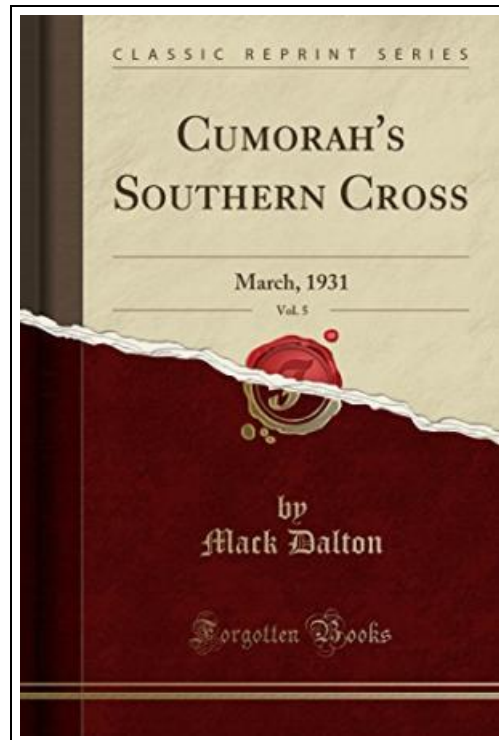 CLASSIC REPRINT SERIES
CUMORAH'S
SOUTHERN CROSS
March, 1931
Vol. 5
by
Mack Dalton
Forgotten Books